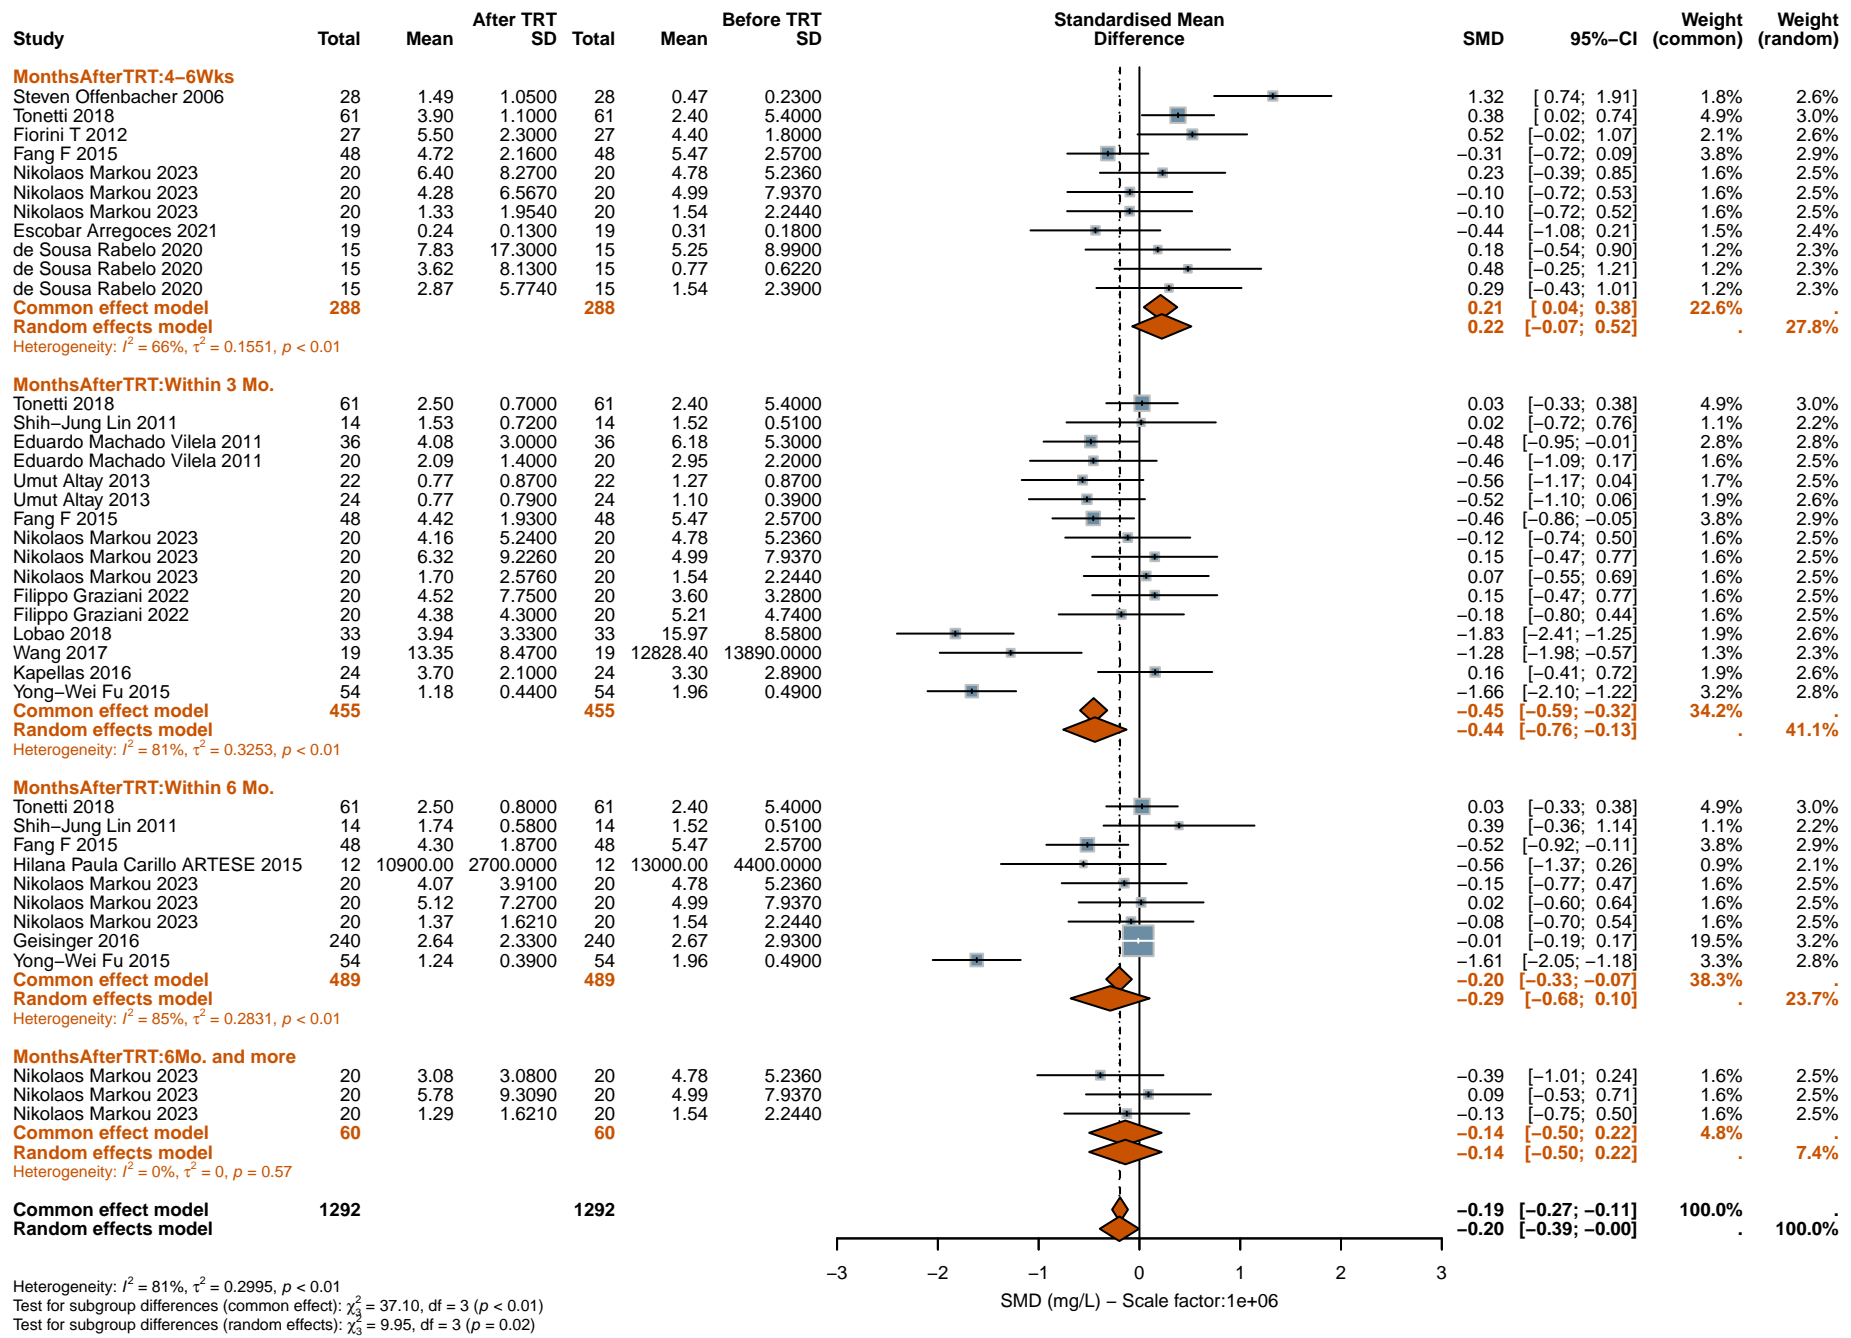 After TRT Before TRT Standardised Mean Weight Weight
Study Total Mean SD Total Mean SD Difference SMD 95%−CI (common) (random)
MonthsAfterTRT:4−6Wks
Steven Offenbacher 2006 28 1.49 1.0500 28 0.47 0.2300 1.32 [ 0.74; 1.91] 1.8% 2.6%
Tonetti 2018 61 3.90 1.1000 61 2.40 5.4000 0.38 [ 0.02; 0.74] 4.9% 3.0%
Fiorini T 2012 27 5.50 2.3000 27 4.40 1.8000 0.52 [−0.02; 1.07] 2.1% 2.6%
Fang F 2015 48 4.72 2.1600 48 5.47 2.5700 −0.31 [−0.72; 0.09] 3.8% 2.9%
Nikolaos Markou 2023 20 6.40 8.2700 20 4.78 5.2360 0.23 [−0.39; 0.85] 1.6% 2.5%
Nikolaos Markou 2023 20 4.28 6.5670 20 4.99 7.9370 −0.10 [−0.72; 0.53] 1.6% 2.5%
Nikolaos Markou 2023 20 1.33 1.9540 20 1.54 2.2440 −0.10 [−0.72; 0.52] 1.6% 2.5%
Escobar Arregoces 2021 19 0.24 0.1300 19 0.31 0.1800 −0.44 [−1.08; 0.21] 1.5% 2.4%
de Sousa Rabelo 2020 15 7.83 17.3000 15 5.25 8.9900 0.18 [−0.54; 0.90] 1.2% 2.3%
de Sousa Rabelo 2020 15 3.62 8.1300 15 0.77 0.6220 0.48 [−0.25; 1.21] 1.2% 2.3%
de Sousa Rabelo 2020 15 2.87 5.7740 15 1.54 2.3900 0.29 [−0.43; 1.01] 1.2% 2.3%
Common effect model 288 288 0.21 [ 0.04; 0.38] 22.6% .
Random effects model 0.22 [−0.07; 0.52] . 27.8%
Heterogeneity: I² = 66%, τ² = 0.1551, p < 0.01
MonthsAfterTRT:Within 3 Mo.
Tonetti 2018 61 2.50 0.7000 61 2.40 5.4000 0.03 [−0.33; 0.38] 4.9% 3.0%
Shih−Jung Lin 2011 14 1.53 0.7200 14 1.52 0.5100 0.02 [−0.72; 0.76] 1.1% 2.2%
Eduardo Machado Vilela 2011 36 4.08 3.0000 36 6.18 5.3000 −0.48 [−0.95; −0.01] 2.8% 2.8%
Eduardo Machado Vilela 2011 20 2.09 1.4000 20 2.95 2.2000 −0.46 [−1.09; 0.17] 1.6% 2.5%
Umut Altay 2013 22 0.77 0.8700 22 1.27 0.8700 −0.56 [−1.17; 0.04] 1.7% 2.5%
Umut Altay 2013 24 0.77 0.7900 24 1.10 0.3900 −0.52 [−1.10; 0.06] 1.9% 2.6%
Fang F 2015 48 4.42 1.9300 48 5.47 2.5700 −0.46 [−0.86; −0.05] 3.8% 2.9%
Nikolaos Markou 2023 20 4.16 5.2400 20 4.78 5.2360 −0.12 [−0.74; 0.50] 1.6% 2.5%
Nikolaos Markou 2023 20 6.32 9.2260 20 4.99 7.9370 0.15 [−0.47; 0.77] 1.6% 2.5%
Nikolaos Markou 2023 20 1.70 2.5760 20 1.54 2.2440 0.07 [−0.55; 0.69] 1.6% 2.5%
Filippo Graziani 2022 20 4.52 7.7500 20 3.60 3.2800 0.15 [−0.47; 0.77] 1.6% 2.5%
Filippo Graziani 2022 20 4.38 4.3000 20 5.21 4.7400 −0.18 [−0.80; 0.44] 1.6% 2.5%
Lobao 2018 33 3.94 3.3300 33 15.97 8.5800 −1.83 [−2.41; −1.25] 1.9% 2.6%
Wang 2017 19 13.35 8.4700 19 12828.40 13890.0000 −1.28 [−1.98; −0.57] 1.3% 2.3%
Kapellas 2016 24 3.70 2.1000 24 3.30 2.8900 0.16 [−0.41; 0.72] 1.9% 2.6%
Yong−Wei Fu 2015 54 1.18 0.4400 54 1.96 0.4900 −1.66 [−2.10; −1.22] 3.2% 2.8%
Common effect model 455 455 −0.45 [−0.59; −0.32] 34.2% .
Random effects model −0.44 [−0.76; −0.13] . 41.1%
Heterogeneity: I² = 81%, τ² = 0.3253, p < 0.01
MonthsAfterTRT:Within 6 Mo.
Tonetti 2018 61 2.50 0.8000 61 2.40 5.4000 0.03 [−0.33; 0.38] 4.9% 3.0%
Shih−Jung Lin 2011 14 1.74 0.5800 14 1.52 0.5100 0.39 [−0.36; 1.14] 1.1% 2.2%
Fang F 2015 48 4.30 1.8700 48 5.47 2.5700 −0.52 [−0.92; −0.11] 3.8% 2.9%
Hilana Paula Carillo ARTESE 2015 12 10900.00 2700.0000 12 13000.00 4400.0000 −0.56 [−1.37; 0.26] 0.9% 2.1%
Nikolaos Markou 2023 20 4.07 3.9100 20 4.78 5.2360 −0.15 [−0.77; 0.47] 1.6% 2.5%
Nikolaos Markou 2023 20 5.12 7.2700 20 4.99 7.9370 0.02 [−0.60; 0.64] 1.6% 2.5%
Nikolaos Markou 2023 20 1.37 1.6210 20 1.54 2.2440 −0.08 [−0.70; 0.54] 1.6% 2.5%
Geisinger 2016 240 2.64 2.3300 240 2.67 2.9300 −0.01 [−0.19; 0.17] 19.5% 3.2%
Yong−Wei Fu 2015 54 1.24 0.3900 54 1.96 0.4900 −1.61 [−2.05; −1.18] 3.3% 2.8%
Common effect model 489 489 −0.20 [−0.33; −0.07] 38.3% .
Random effects model −0.29 [−0.68; 0.10] . 23.7%
Heterogeneity: I² = 85%, τ² = 0.2831, p < 0.01
MonthsAfterTRT:6Mo. and more
Nikolaos Markou 2023 20 3.08 3.0800 20 4.78 5.2360 −0.39 [−1.01; 0.24] 1.6% 2.5%
Nikolaos Markou 2023 20 5.78 9.3090 20 4.99 7.9370 0.09 [−0.53; 0.71] 1.6% 2.5%
Nikolaos Markou 2023 20 1.29 1.6210 20 1.54 2.2440 −0.13 [−0.75; 0.50] 1.6% 2.5%
Common effect model 60 60 −0.14 [−0.50; 0.22] 4.8% .
Random effects model −0.14 [−0.50; 0.22] . 7.4%
Heterogeneity: I² = 0%, τ² = 0, p = 0.57
Common effect model 1292 1292 −0.19 [−0.27; −0.11] 100.0% .
Random effects model −0.20 [−0.39; −0.00] . 100.0%
−3 −2 −1 0 1 2 3
Heterogeneity: I² = 81%, τ² = 0.2995, p < 0.01
SMD (mg/L) − Scale factor:1e+06
Test for subgroup differences (common effect): χ²₃ = 37.10, df = 3 (p < 0.01)
Test for subgroup differences (random effects): χ²₃ = 9.95, df = 3 (p = 0.02)